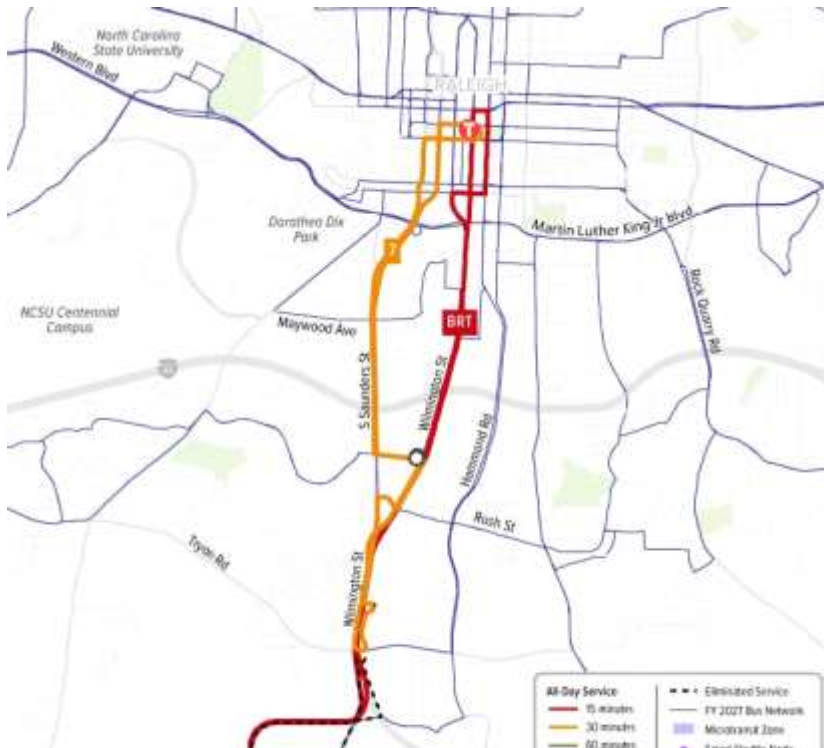 North Carolina
State University
Western Blvd
RALEIGH
T
Dorothea Dix
Park
Martin Luther King Jr Blvd
7
NCSU Centennial
Campus
Maywood Ave
BRT
Rock Quarry Rd
S Saunders St
Wilmington St
Hammond Rd
Rush St
Tryon Rd
Wilmington St
All-Day Service
15 minutes
30 minutes
60 minutes
Eliminated Service
FY 2027 Bus Network
Microtransit Zone